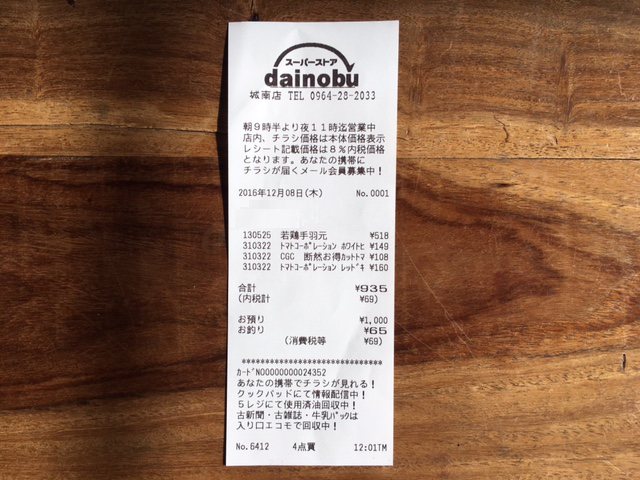 スーパーストア
dainobu
城南店 TEL 0964-28-2033
朝9時半より夜11時迄営業中
店内、チラシ価格は本体価格表示
レシート記載価格は8%内税価格
となります。あなたの携帯に
チラシが届くメール会員募集中!
2016年12月08日(木) No.0001
130525 若鶏手羽元 ¥518
310322 トマトコーポレーション ホワイトヒ ¥149
310322 CGC 断然お得カットトマ ¥108
310322 トマトコーポレーション レッドキ ¥160
合計 ¥935
(内税計 ¥69)
お預り ¥1,000
お釣り ¥65
(消費税等 ¥69)
******************************
カードNO0000000024352
あなたの携帯でチラシが見れる!
クックパッドにて情報配信中!
5レジにて使用済油回収中!
古新聞・古雑誌・牛乳パックは
入り口エコモで回収中!
No.6412 4点買 12:01TM